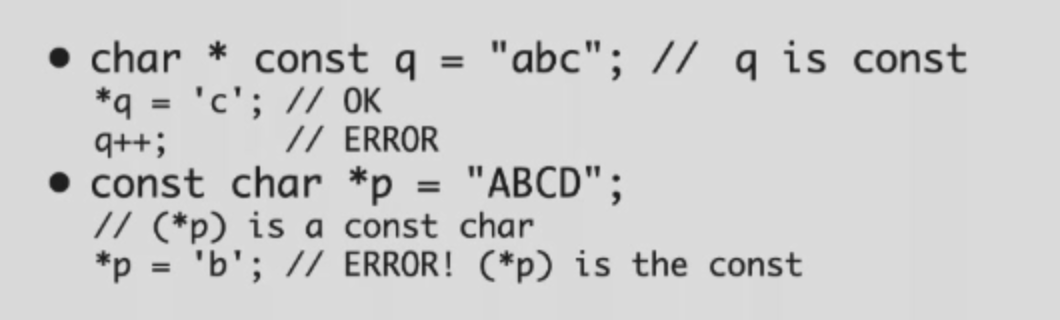 ● char * const q = "abc"; // q is const
*q = 'c'; // OK
q++;      // ERROR
● const char *p = "ABCD";
// (*p) is a const char
*p = 'b'; // ERROR! (*p) is the const